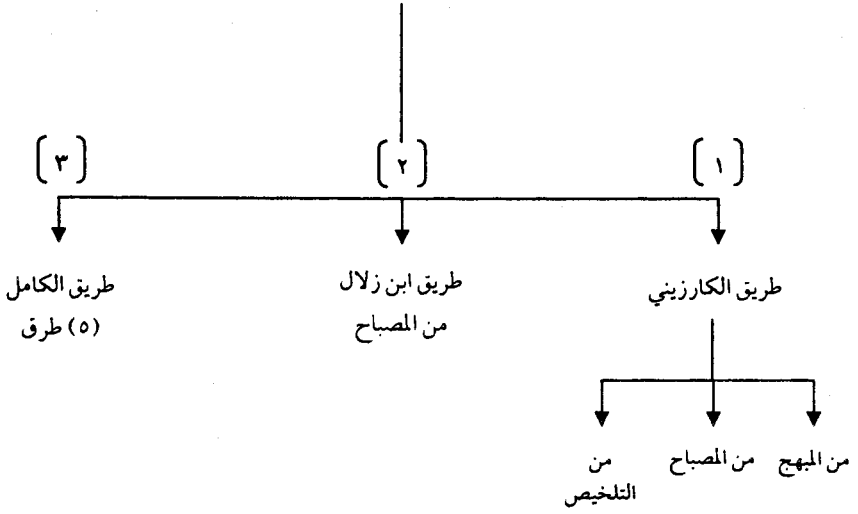 [١]
[٢]
[٣]
طريق الكارزيني
طريق ابن زلال
من المصباح
طريق الكامل
(٥) طرق
من المبهج
من المصباح
من
التلخيص